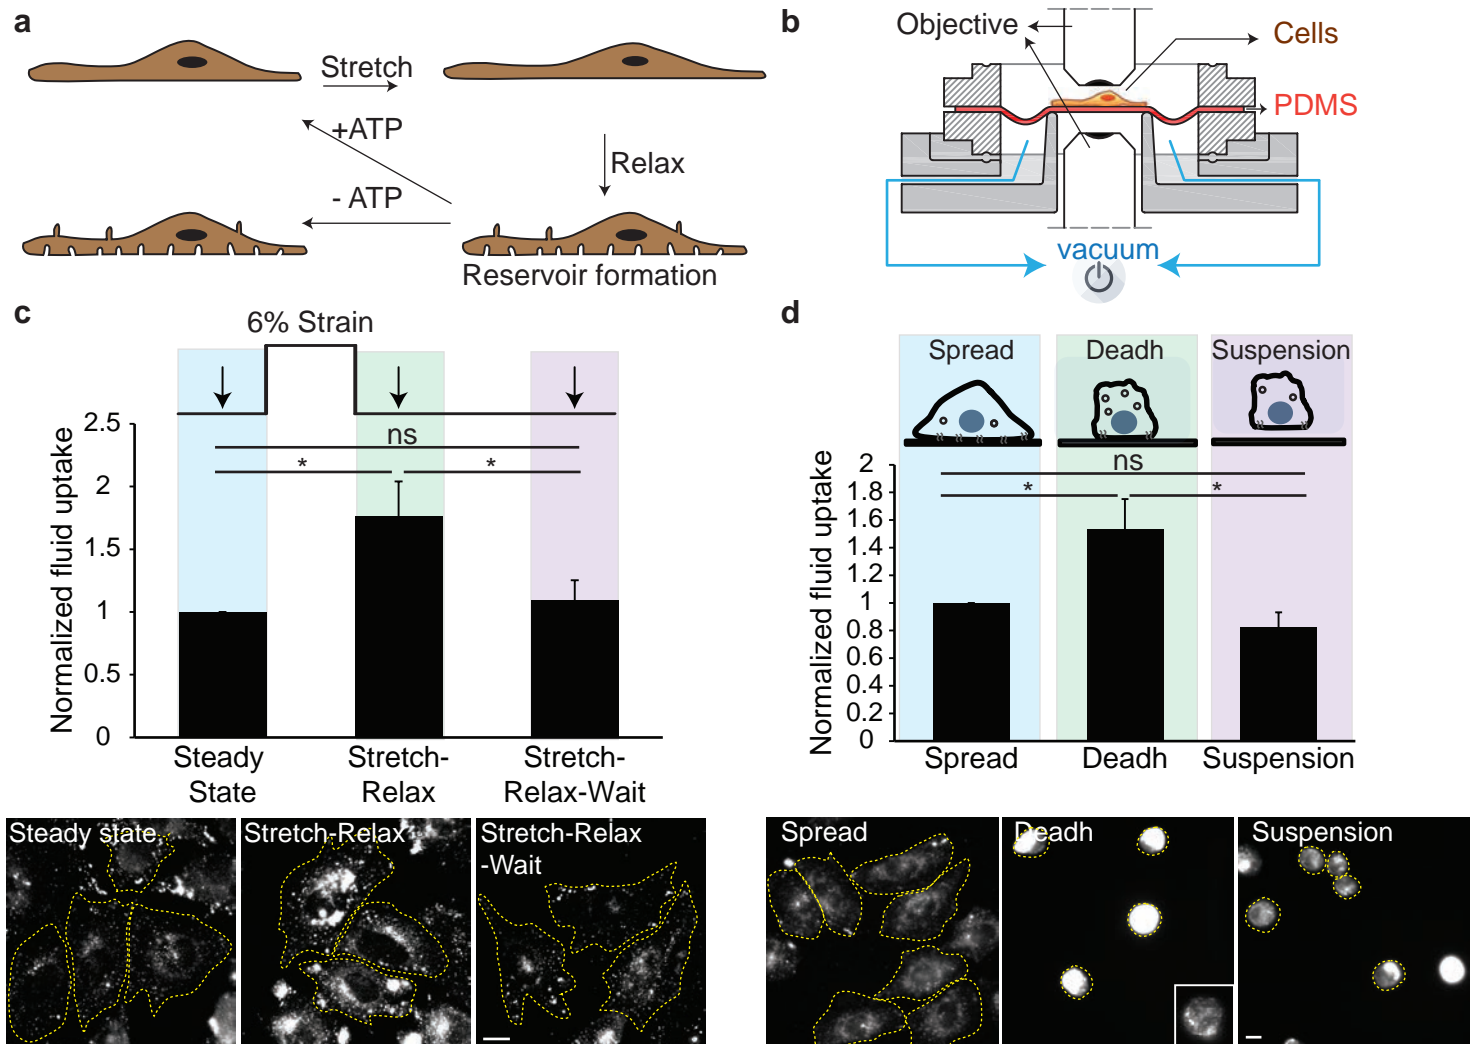 a
Stretch
+ATP
- ATP
Relax
Reservoir formation
b
Objective
Cells
PDMS
vacuum
c
6% Strain
Normalized fluid uptake
2.5
2
1.5
1
0.5
0
ns
*
*
Steady
State
Stretch-
Relax
Stretch-
Relax-Wait
Steady state
Stretch-Relax
Stretch-Relax
-Wait
d
Spread
Deadh
Suspension
Normalized fluid uptake
2
1.8
1.6
1.4
1.2
1
0.8
0.6
0.4
0.2
0
ns
*
*
Spread
Deadh
Suspension
Spread
Deadh
Suspension